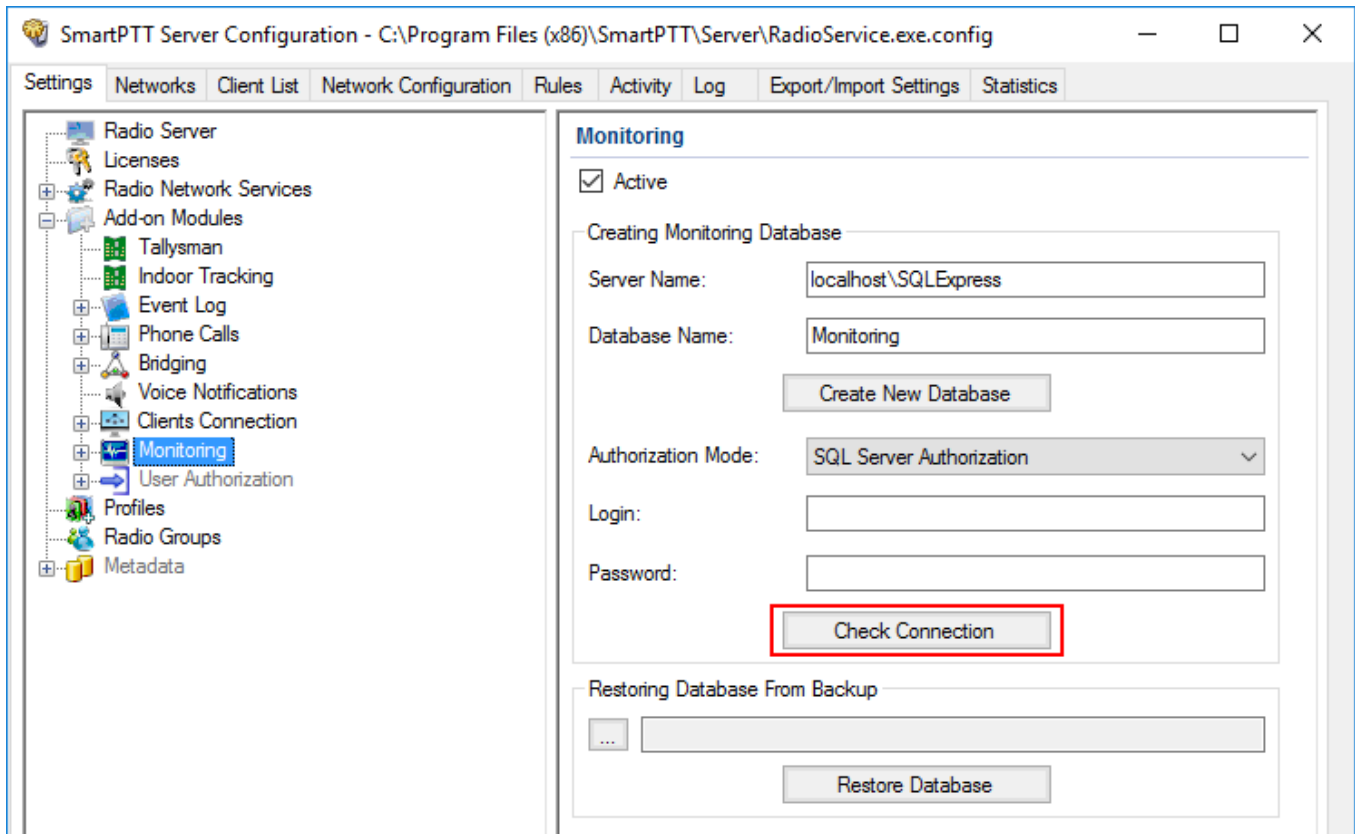 SmartPTT Server Configuration - C:\Program Files (x86)\SmartPTT\Server\RadioService.exe.config
Settings Networks Client List Network Configuration Rules Activity Log Export/Import Settings Statistics
Radio Server
Licenses
Radio Network Services
Add-on Modules
Tallysman
Indoor Tracking
Event Log
Phone Calls
Bridging
Voice Notifications
Clients Connection
Monitoring
User Authorization
Profiles
Radio Groups
Metadata
Monitoring
Active
Creating Monitoring Database
Server Name: localhost\SQLExpress
Database Name: Monitoring
Create New Database
Authorization Mode: SQL Server Authorization
Login:
Password:
Check Connection
Restoring Database From Backup
...
Restore Database